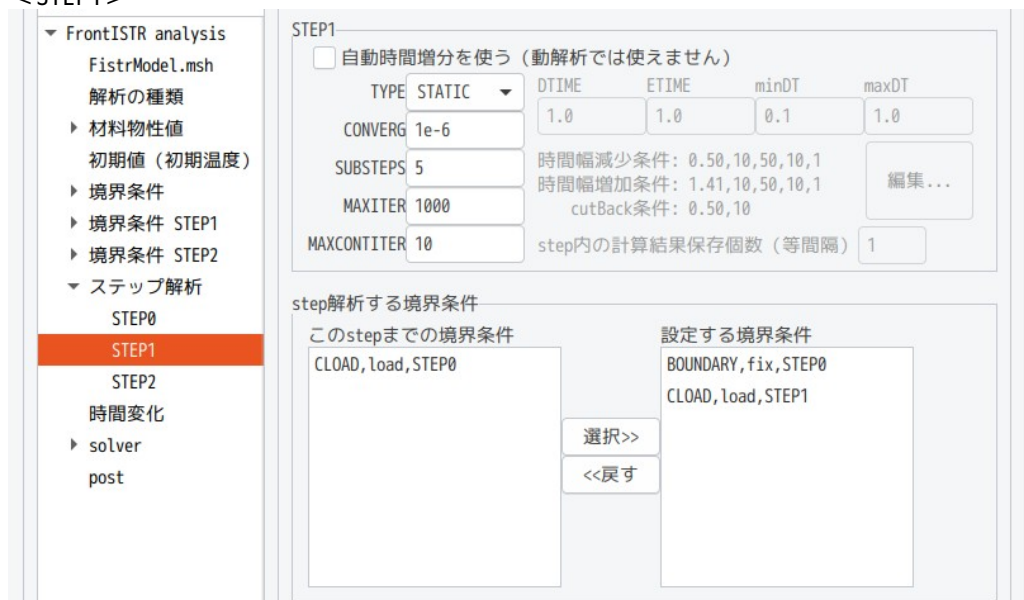 ＜STEP1＞
FrontISTR analysis
FistrModel.msh
解析の種類
材料物性値
初期値（初期温度）
境界条件
境界条件 STEP1
境界条件 STEP2
ステップ解析
STEP0
STEP1
STEP2
時間変化
solver
post
STEP1
自動時間増分を使う（動解析では使えません）
TYPE STATIC
CONVERG 1e-6
SUBSTEPS 5
MAXITER 1000
MAXCONTITER 10
DTIME ETIME minDT maxDT
1.0 1.0 0.1 1.0
時間幅減少条件: 0.50,10,50,10,1
時間幅増加条件: 1.41,10,50,10,1
cutBack条件: 0.50,10
編集...
step内の計算結果保存個数（等間隔） 1
step解析する境界条件
このstepまでの境界条件
CLOAD,load,STEP0
選択>>
<<戻す
設定する境界条件
BOUNDARY,fix,STEP0
CLOAD,load,STEP1